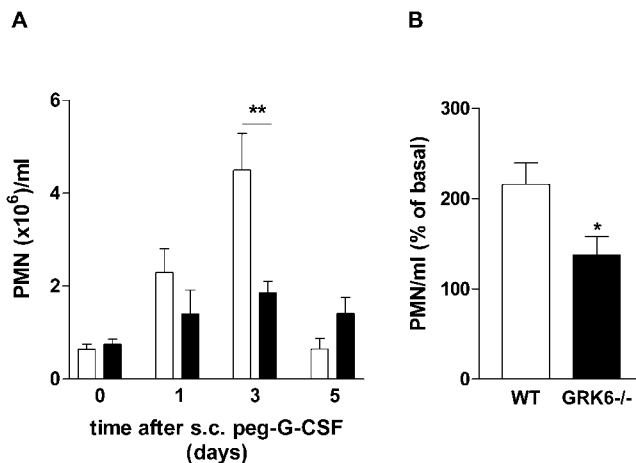 A
B
PMN (x10⁶)/ml
6
4
2
0
**
0 1 3 5
time after s.c. peg-G-CSF
(days)
PMN/ml (% of basal)
300
200
100
0
*
WT GRK6-/-